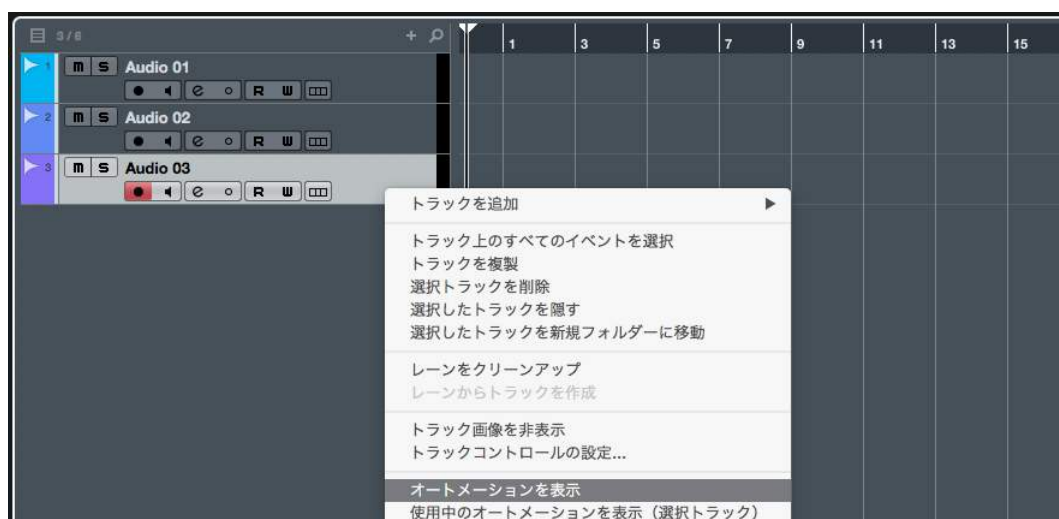 3/6 +
1 3 5 7 9 11 13 15
1 m S Audio 01
e R W
2 m S Audio 02
e R W
3 m S Audio 03
e R W
トラックを追加
トラック上のすべてのイベントを選択
トラックを複製
選択トラックを削除
選択したトラックを隠す
選択したトラックを新規フォルダーに移動
レーンをクリーンアップ
レーンからトラックを作成
トラック画像を非表示
トラックコントロールの設定...
オートメーションを表示
使用中のオートメーションを表示（選択トラック）